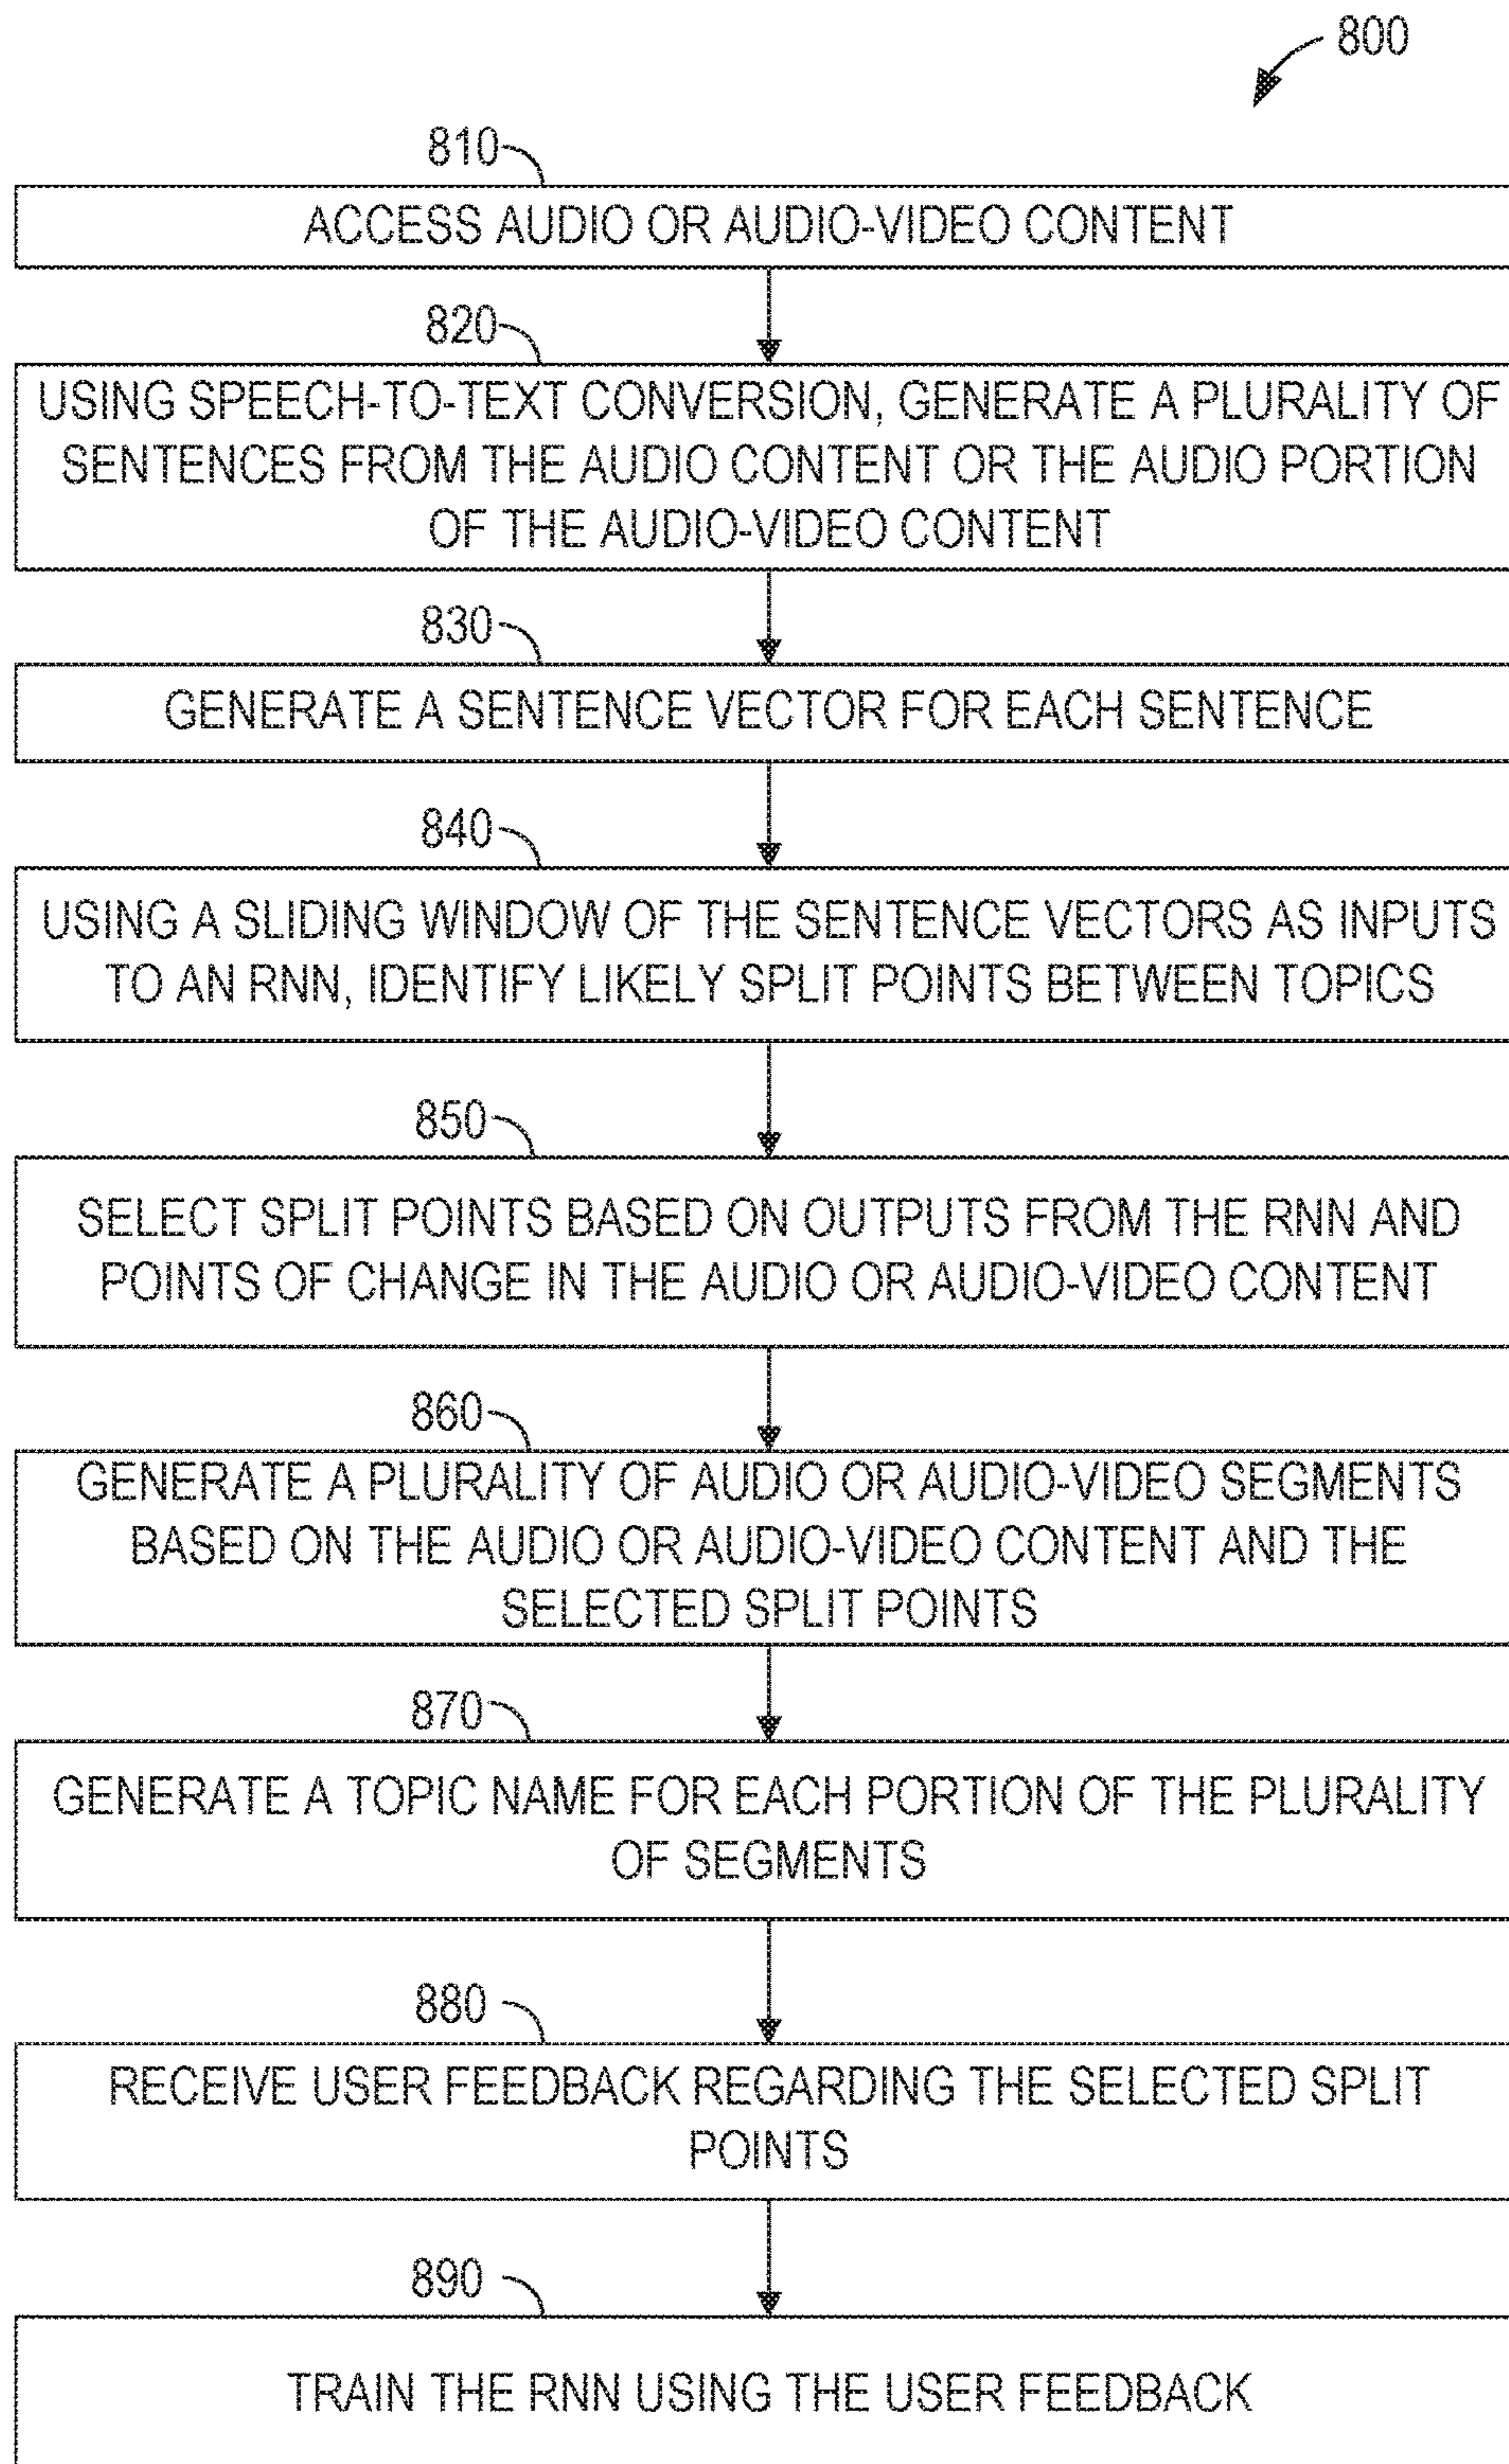 800
810
ACCESS AUDIO OR AUDIO-VIDEO CONTENT
820
USING SPEECH-TO-TEXT CONVERSION, GENERATE A PLURALITY OF
SENTENCES FROM THE AUDIO CONTENT OR THE AUDIO PORTION
OF THE AUDIO-VIDEO CONTENT
830
GENERATE A SENTENCE VECTOR FOR EACH SENTENCE
840
USING A SLIDING WINDOW OF THE SENTENCE VECTORS AS INPUTS
TO AN RNN, IDENTIFY LIKELY SPLIT POINTS BETWEEN TOPICS
850
SELECT SPLIT POINTS BASED ON OUTPUTS FROM THE RNN AND
POINTS OF CHANGE IN THE AUDIO OR AUDIO-VIDEO CONTENT
860
GENERATE A PLURALITY OF AUDIO OR AUDIO-VIDEO SEGMENTS
BASED ON THE AUDIO OR AUDIO-VIDEO CONTENT AND THE
SELECTED SPLIT POINTS
870
GENERATE A TOPIC NAME FOR EACH PORTION OF THE PLURALITY
OF SEGMENTS
880
RECEIVE USER FEEDBACK REGARDING THE SELECTED SPLIT
POINTS
890
TRAIN THE RNN USING THE USER FEEDBACK